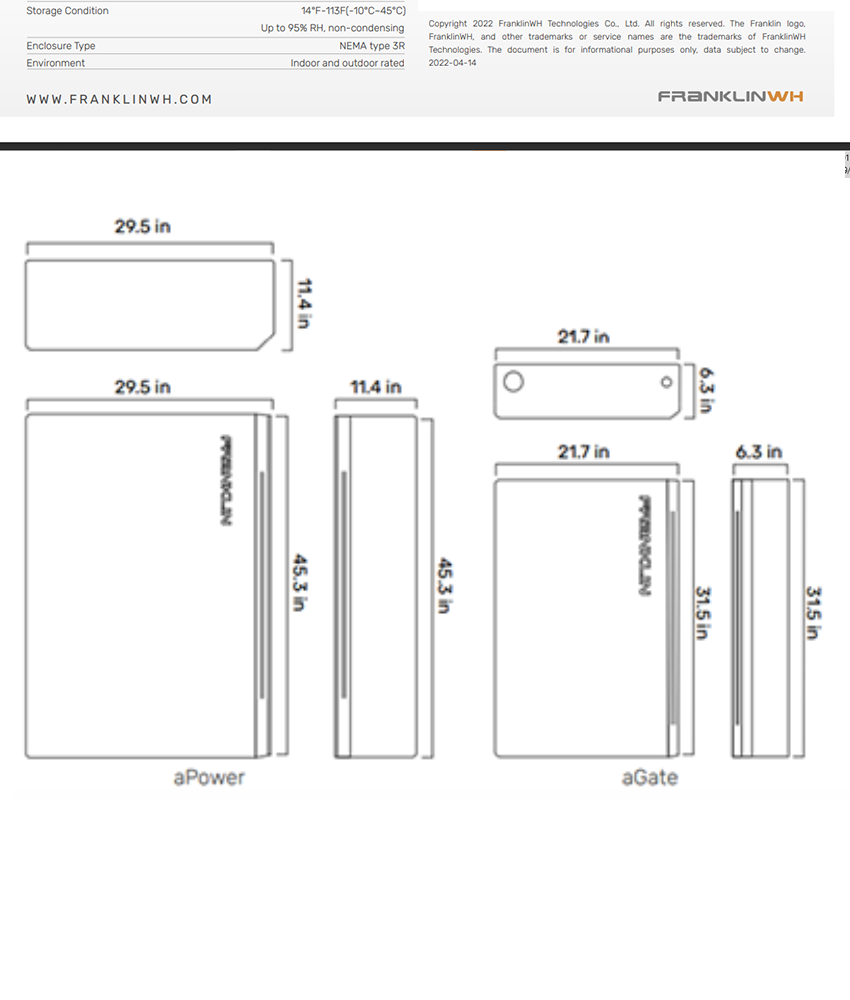 Storage Condition 14°F-113F(-10°C-45°C)
Up to 95% RH, non-condensing
Enclosure Type NEMA type 3R
Environment Indoor and outdoor rated
Copyright 2022 FranklinWH Technologies Co., Ltd. All rights reserved. The Franklin logo,
FranklinWH, and other trademarks or service names are the trademarks of FranklinWH
Technologies. The document is for informational purposes only, data subject to change.
2022-04-14
WWW.FRANKLINWH.COM
FRANKLINWH
29.5 in
11.4 in
29.5 in
11.4 in
45.3 in
45.3 in
aPower
21.7 in
6.3 in
21.7 in
6.3 in
31.5 in
31.5 in
aGate